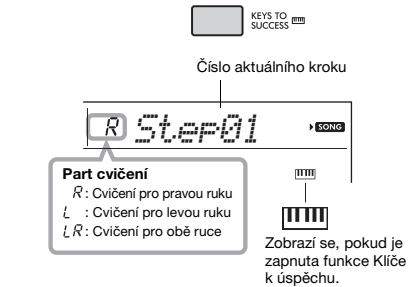 KEYS TO
SUCCESS
Číslo aktuálního kroku
R Step01 SONG
Part cvičení
R : Cvičení pro pravou ruku
L : Cvičení pro levou ruku
LR : Cvičení pro obě ruce
Zobrazí se, pokud je
zapnuta funkce Klíče
k úspěchu.